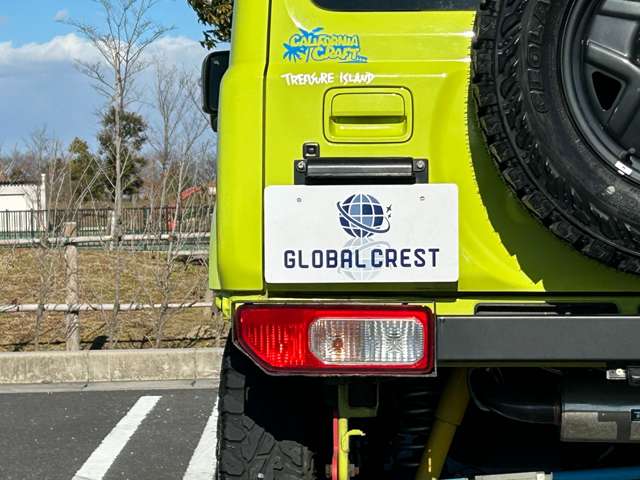 CALIFORNIA
CRAFT
TREASURE ISLAND
GLOBAL CREST